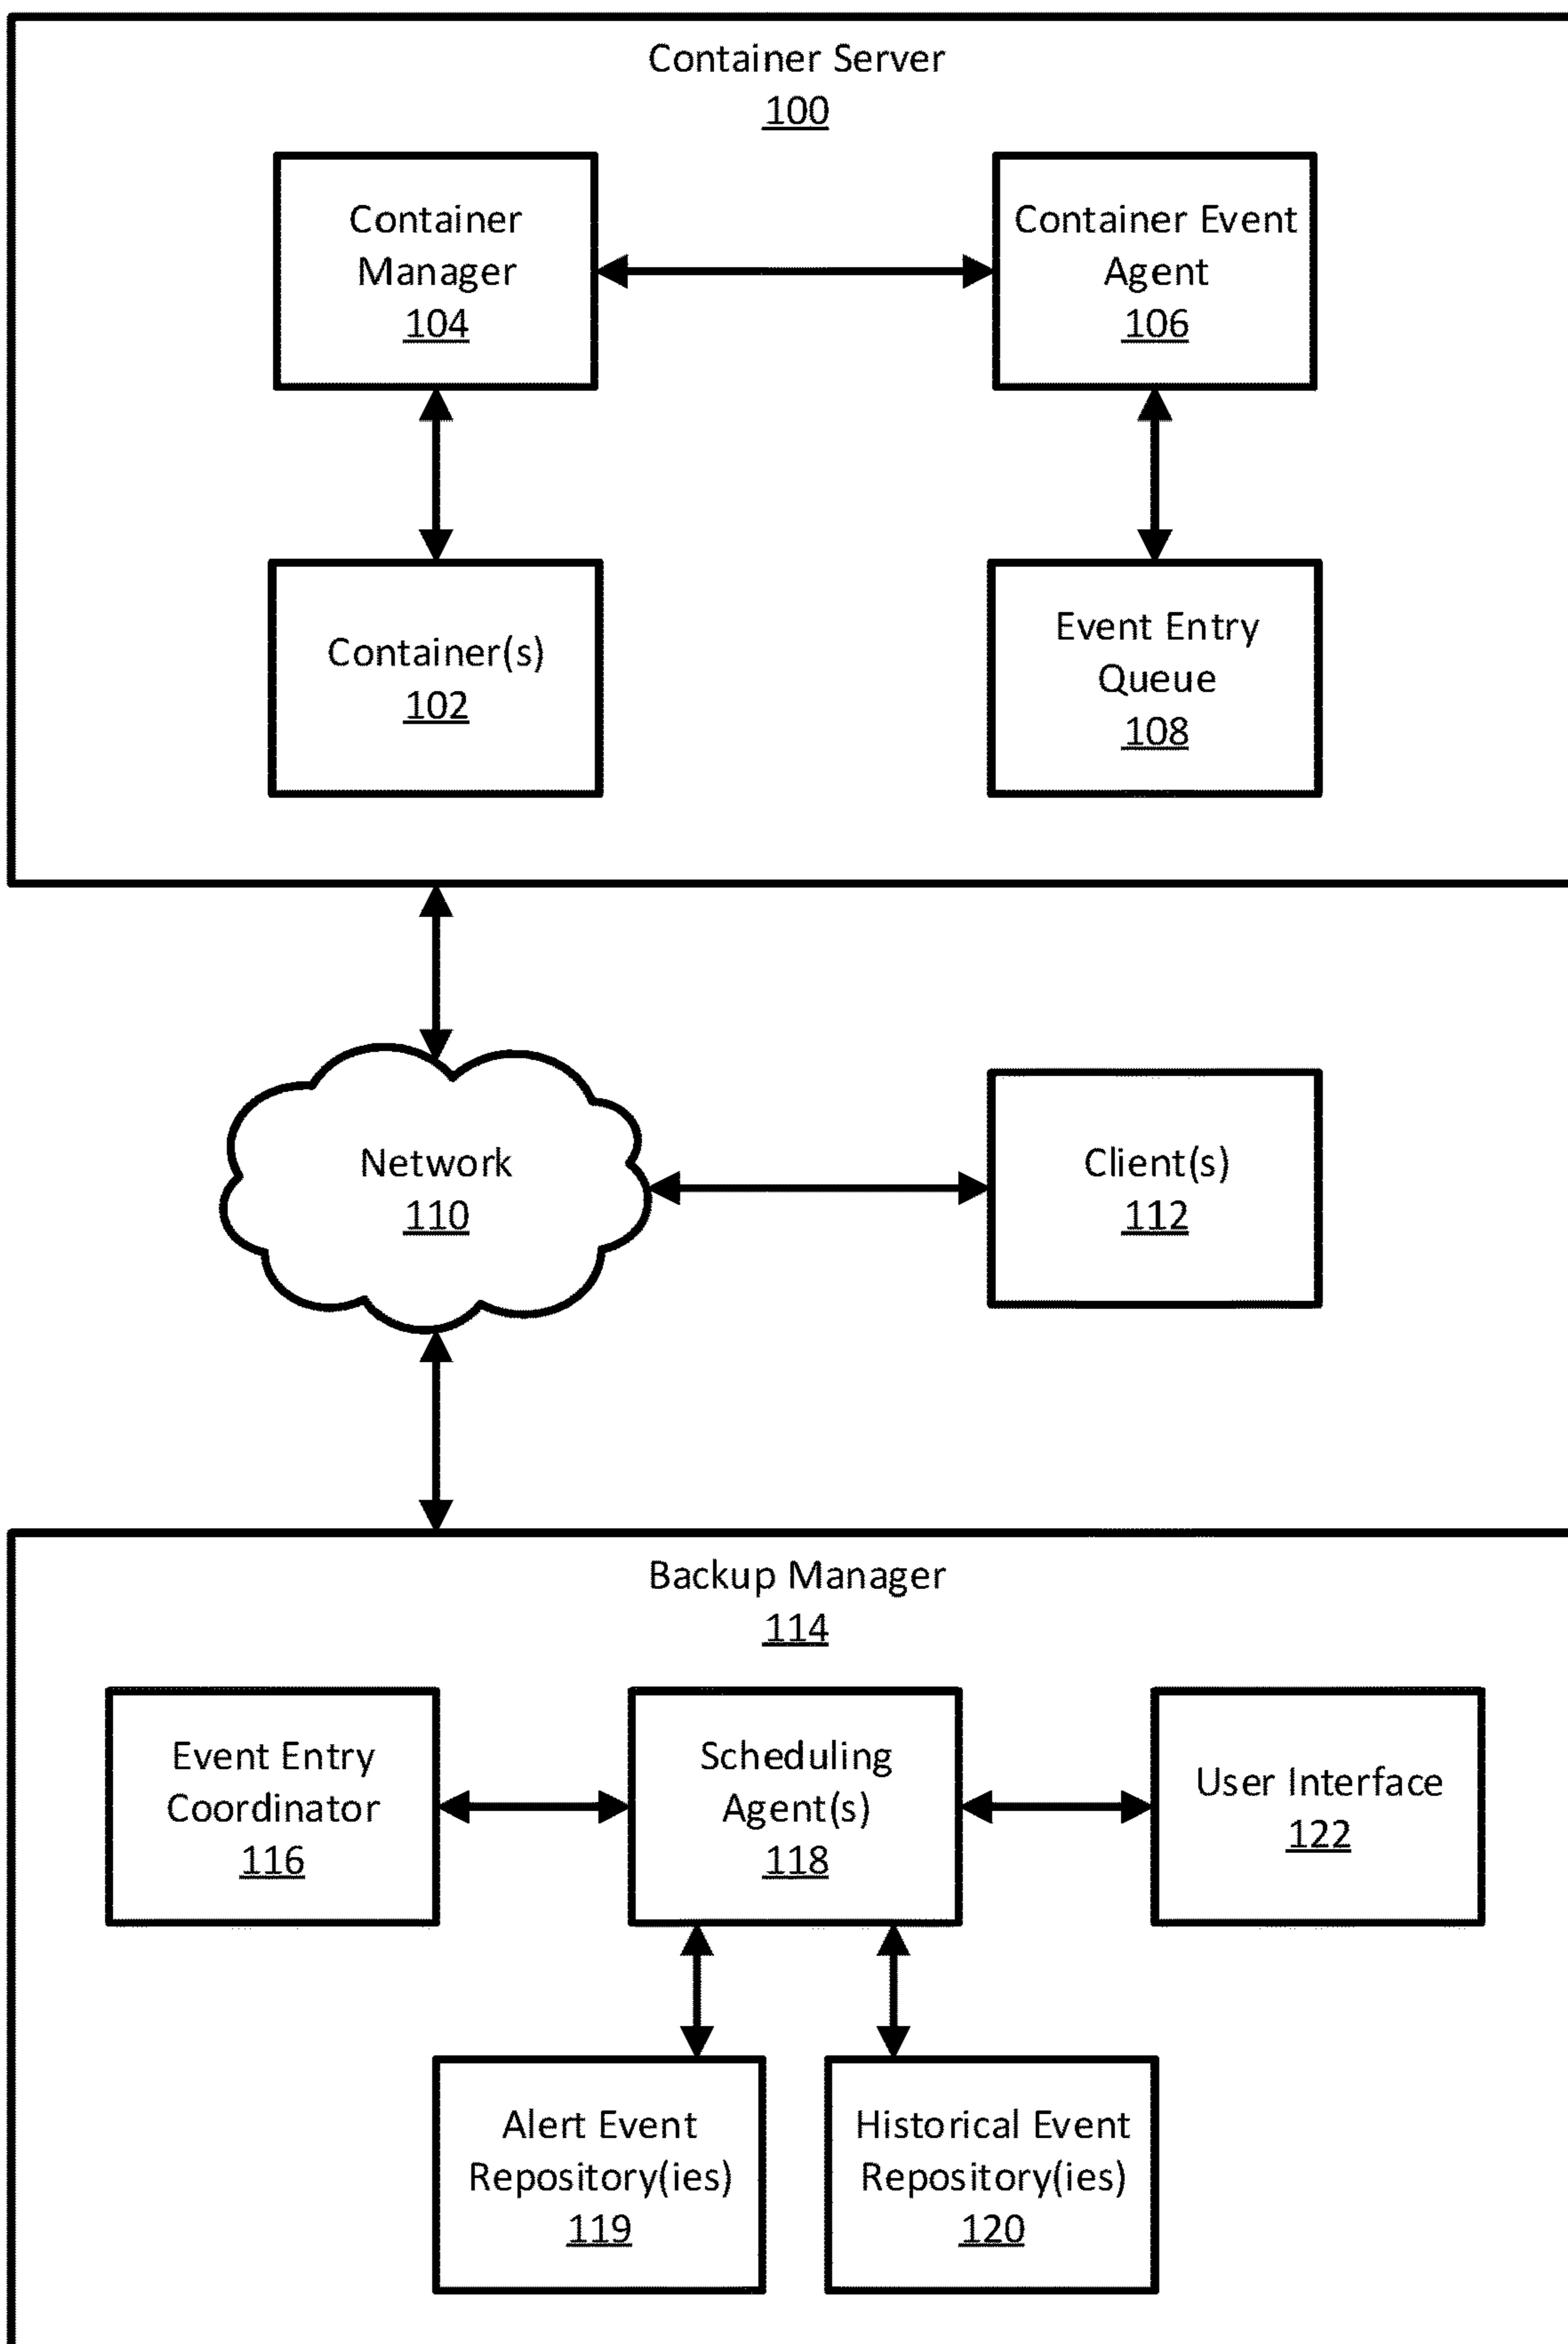 Container Server
100
Container
Manager
104
Container Event
Agent
106
Container(s)
102
Event Entry
Queue
108
Network
110
Client(s)
112
Backup Manager
114
Event Entry
Coordinator
116
Scheduling
Agent(s)
118
User Interface
122
Alert Event
Repository(ies)
119
Historical Event
Repository(ies)
120